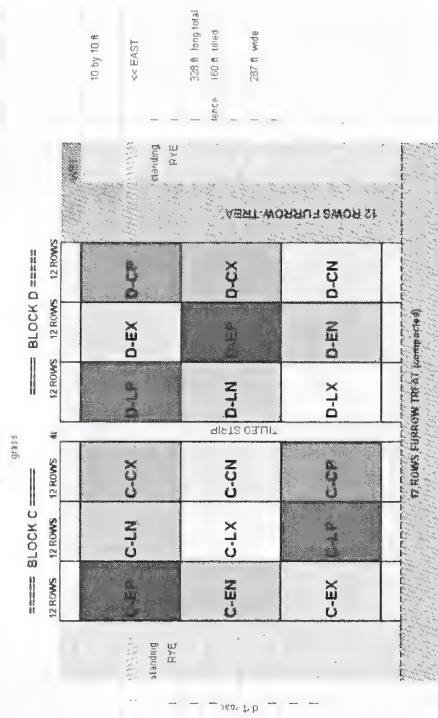 grass
===== BLOCK C =====
===== BLOCK D =====
12 ROWS
12 ROWS
12 ROWS
4r
12 ROWS
12 ROWS
12 ROWS
C-EP
C-LN
C-CX
D-LP
D-EX
D-CP
C-EN
C-LX
C-CN
D-LN
D-EP
D-CX
C-EX
C-LP
C-CP
D-LX
D-EN
D-CN
TILLED STRIP
12 ROWS FURROW-TREA
12 ROWS FURROW TREAT (compacted)
standing
RYE
standing
RYE
fence
10 by 10 ft
<< EAST
328 ft long total
160 ft tilled
287 ft wide